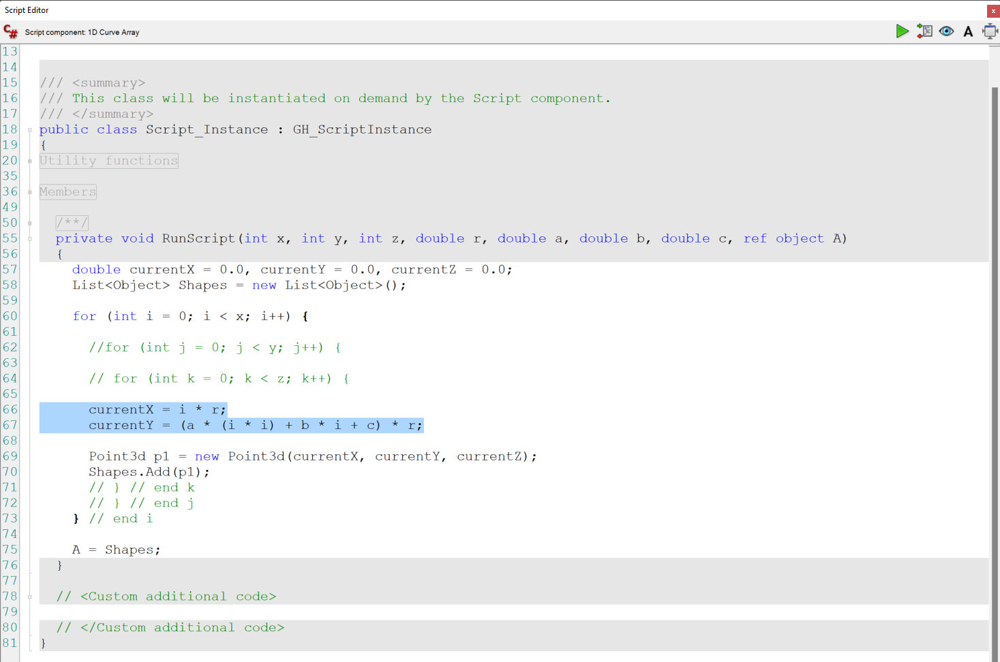 Script Editor
x
C# Script component: 1D Curve Array
A
13
14
15 /// <summary>
16 /// This class will be instantiated on demand by the Script component.
17 /// </summary>
18 public class Script_Instance : GH_ScriptInstance
19 {
20 Utility functions
35
36 Members
49
50 /**/
55 private void RunScript(int x, int y, int z, double r, double a, double b, double c, ref object A)
56 {
57 double currentX = 0.0, currentY = 0.0, currentZ = 0.0;
58 List<Object> Shapes = new List<Object>();
59
60 for (int i = 0; i < x; i++) {
61
62 //for (int j = 0; j < y; j++) {
63
64 // for (int k = 0; k < z; k++) {
65
66 currentX = i * r;
67 currentY = (a * (i * i) + b * i + c) * r;
68
69 Point3d p1 = new Point3d(currentX, currentY, currentZ);
70 Shapes.Add(p1);
71 // } // end k
72 // } // end j
73 } // end i
74
75 A = Shapes;
76 }
77
78 // <Custom additional code>
79
80 // </Custom additional code>
81 }